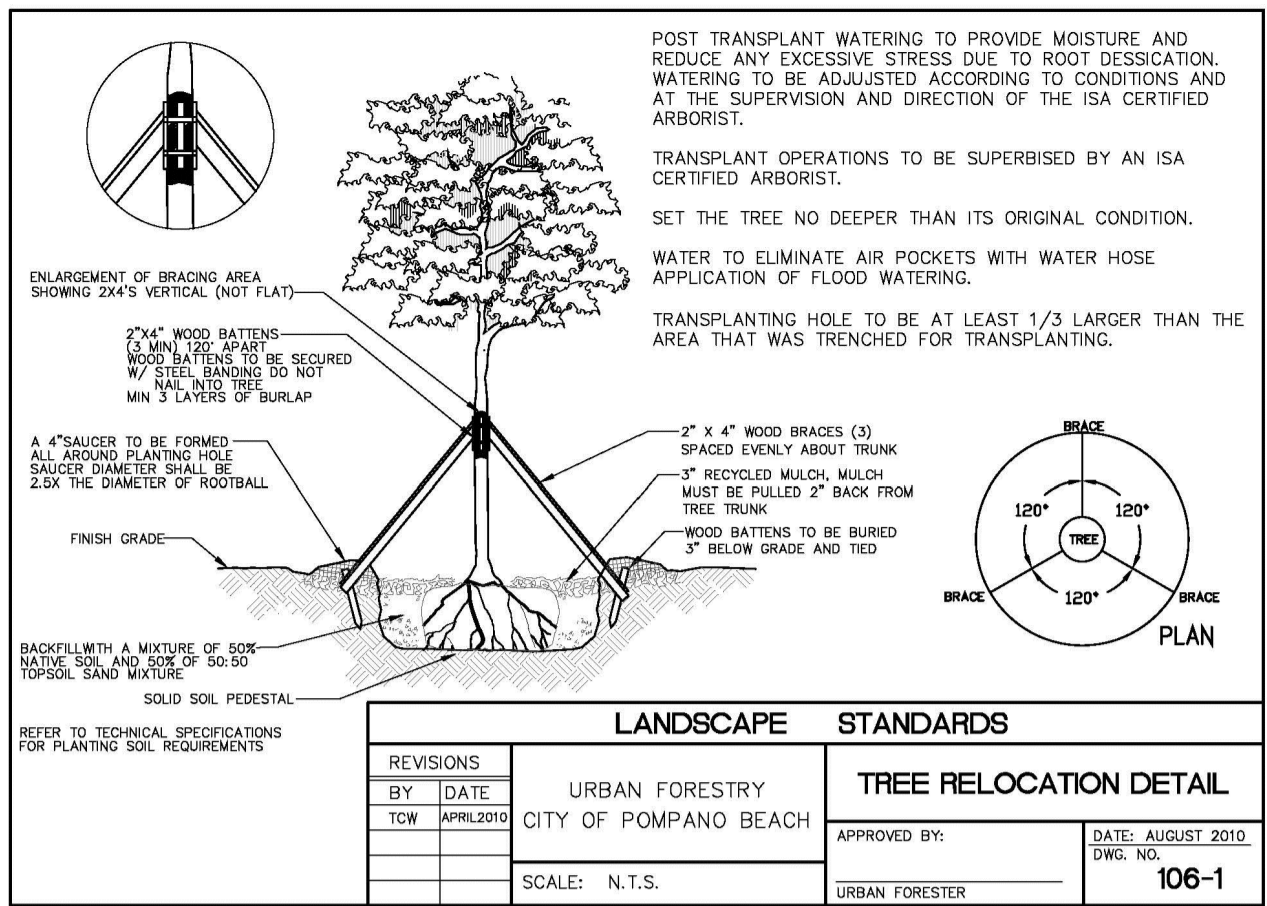 POST TRANSPLANT WATERING TO PROVIDE MOISTURE AND
REDUCE ANY EXCESSIVE STRESS DUE TO ROOT DESSICATION.
WATERING TO BE ADJUJSTED ACCORDING TO CONDITIONS AND
AT THE SUPERVISION AND DIRECTION OF THE ISA CERTIFIED
ARBORIST.
TRANSPLANT OPERATIONS TO BE SUPERBISED BY AN ISA
CERTIFIED ARBORIST.
SET THE TREE NO DEEPER THAN ITS ORIGINAL CONDITION.
WATER TO ELIMINATE AIR POCKETS WITH WATER HOSE
APPLICATION OF FLOOD WATERING.
TRANSPLANTING HOLE TO BE AT LEAST 1/3 LARGER THAN THE
AREA THAT WAS TRENCHED FOR TRANSPLANTING.
ENLARGEMENT OF BRACING AREA
SHOWING 2X4'S VERTICAL (NOT FLAT)
2"X4" WOOD BATTENS
(3 MIN) 120' APART
WOOD BATTENS TO BE SECURED
W/ STEEL BANDING DO NOT
NAIL INTO TREE
MIN 3 LAYERS OF BURLAP
A 4"SAUCER TO BE FORMED
ALL AROUND PLANTING HOLE
SAUCER DIAMETER SHALL BE
2.5X THE DIAMETER OF ROOTBALL
FINISH GRADE
BACKFILLWITH A MIXTURE OF 50%
NATIVE SOIL AND 50% OF 50:50
TOPSOIL SAND MIXTURE
SOLID SOIL PEDESTAL
REFER TO TECHNICAL SPECIFICATIONS
FOR PLANTING SOIL REQUIREMENTS
2" X 4" WOOD BRACES (3)
SPACED EVENLY ABOUT TRUNK
3" RECYCLED MULCH, MULCH
MUST BE PULLED 2" BACK FROM
TREE TRUNK
WOOD BATTENS TO BE BURIED
3" BELOW GRADE AND TIED
BRACE
120°
120°
TREE
120°
BRACE
BRACE
PLAN
LANDSCAPE STANDARDS
REVISIONS
BY DATE
TCW APRIL2010
URBAN FORESTRY
CITY OF POMPANO BEACH
SCALE: N.T.S.
TREE RELOCATION DETAIL
APPROVED BY:
URBAN FORESTER
DATE: AUGUST 2010
DWG. NO.
106-1